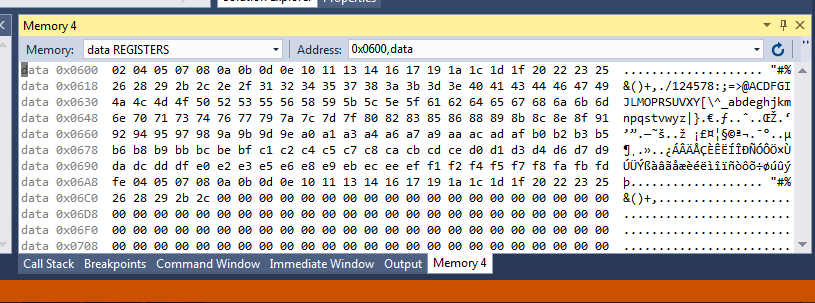 Solution Explorer Properties
Memory 4
Memory: data REGISTERS Address: 0x0600,data
data 0x0600 02 04 05 07 08 0a 0b 0d 0e 10 11 13 14 16 17 19 1a 1c 1d 1f 20 22 23 25 .................... "#%
data 0x0618 26 28 29 2b 2c 2e 2f 31 32 34 35 37 38 3a 3b 3d 3e 40 41 43 44 46 47 49 &()+,./124578:;=>@ACDFGI
data 0x0630 4a 4c 4d 4f 50 52 53 55 56 58 59 5b 5c 5e 5f 61 62 64 65 67 68 6a 6b 6d JLMOPRSUVXY[\^_abdeghjkm
data 0x0648 6e 70 71 73 74 76 77 79 7a 7c 7d 7f 80 82 83 85 86 88 89 8b 8c 8e 8f 91 npqstvwyz|}.€.ƒ..ˆ..Œž.‘
data 0x0660 92 94 95 97 98 9a 9b 9d 9e a0 a1 a3 a4 a6 a7 a9 aa ac ad af b0 b2 b3 b5
data 0x0678 b6 b8 b9 bb bc be bf c1 c2 c4 c5 c7 c8 ca cb cd ce d0 d1 d3 d4 d6 d7 d9
data 0x0690 da dc dd df e0 e2 e3 e5 e6 e8 e9 eb ec ee ef f1 f2 f4 f5 f7 f8 fa fb fd ÚÜÝßàâãåæèéëìîïñòôõ÷øúûý
data 0x06A8 fe 04 05 07 08 0a 0b 0d 0e 10 11 13 14 16 17 19 1a 1c 1d 1f 20 22 23 25 þ.................... "#%
data 0x06C0 26 28 29 2b 2c 00 00 00 00 00 00 00 00 00 00 00 00 00 00 00 00 00 00 00 &()+,...................
data 0x06D8 00 00 00 00 00 00 00 00 00 00 00 00 00 00 00 00 00 00 00 00 00 00 00 00 ........................
data 0x06F0 00 00 00 00 00 00 00 00 00 00 00 00 00 00 00 00 00 00 00 00 00 00 00 00 ........................
data 0x0708 00 00 00 00 00 00 00 00 00 00 00 00 00 00 00 00 00 00 00 00 00 00 00 00 ........................
Call Stack Breakpoints Command Window Immediate Window Output Memory 4